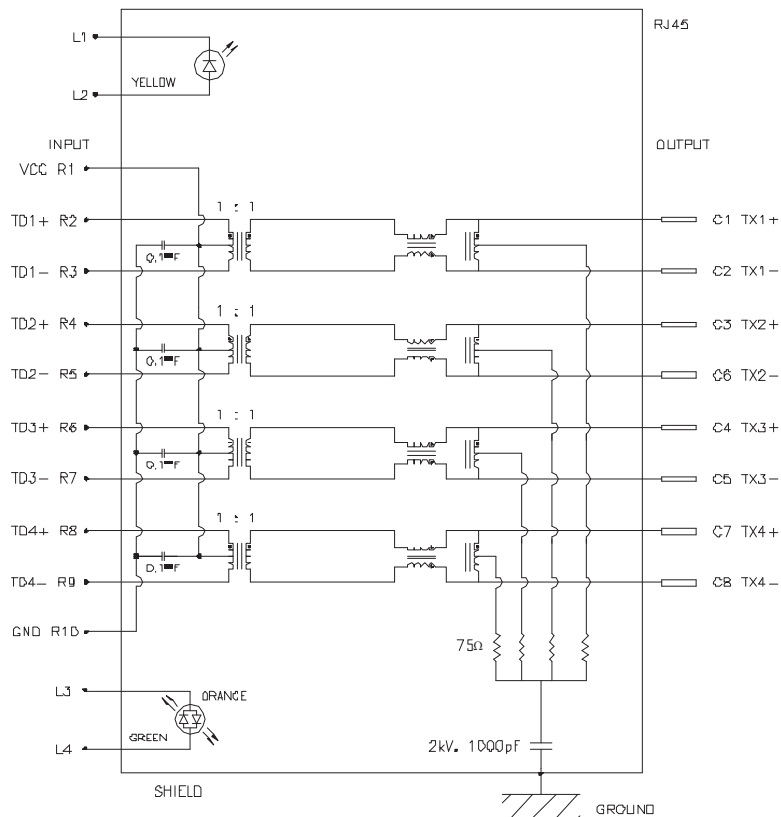 RJ45
L1
YELLOW
L2
INPUT
OUTPUT
VCC R1
1 : 1
TD1+ R2
C1 TX1+
0.1µF
TD1- R3
C2 TX1-
1 : 1
TD2+ R4
C3 TX2+
0.1µF
TD2- R5
C6 TX2-
1 : 1
TD3+ R6
C4 TX3+
0.1µF
TD3- R7
C5 TX3-
1 : 1
TD4+ R8
C7 TX4+
0.1µF
TD4- R9
C8 TX4-
GND R10
75Ω
L3
ORANGE
GREEN
L4
2kV. 1000pF
SHIELD
GROUND